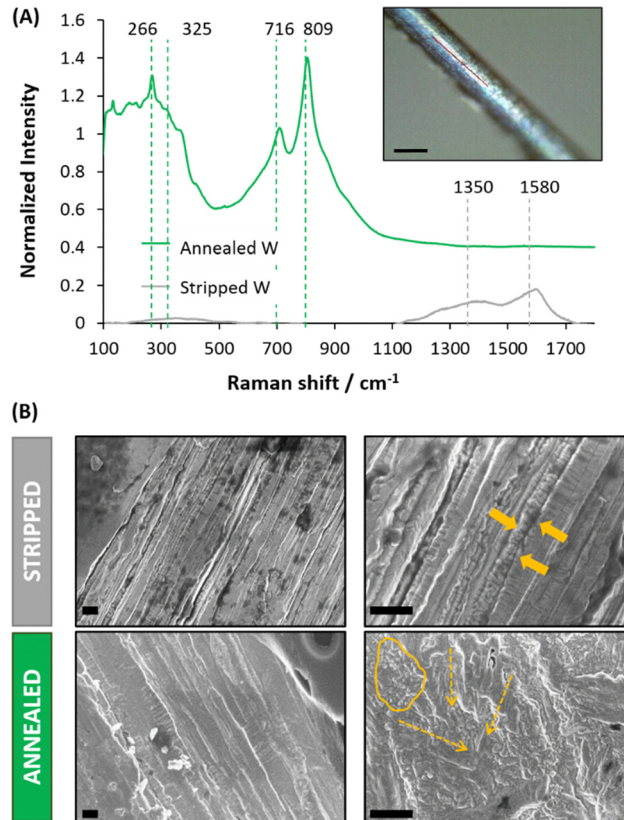 (A)
266 325 716 809
1350 1580
Normalized Intensity
1.6
1.4
1.2
1
0.8
0.6
0.4
0.2
0
Annealed W
Stripped W
100 300 500 700 900 1100 1300 1500 1700
Raman shift / cm⁻¹
(B)
STRIPPED
ANNEALED